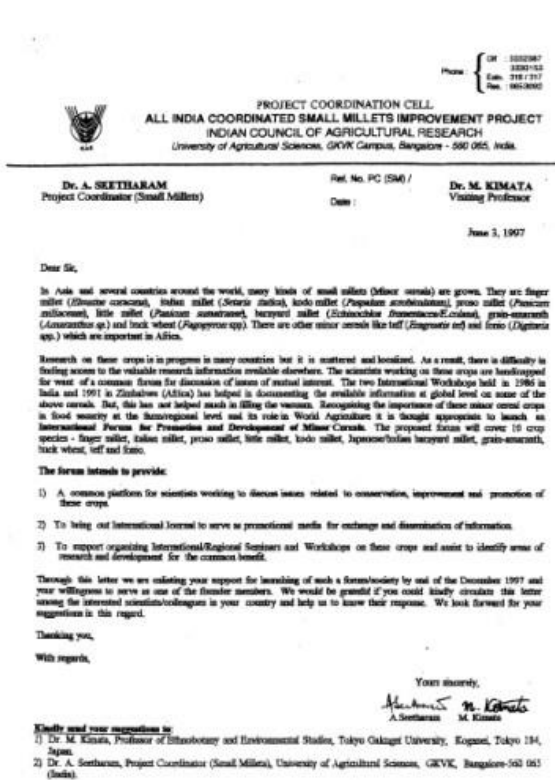 Phone :
Off : 3332387
3330153
Extn. 316 / 317
Res. :
PROJECT COORDINATION CELL
ALL INDIA COORDINATED SMALL MILLETS IMPROVEMENT PROJECT
INDIAN COUNCIL OF AGRICULTURAL RESEARCH
University of Agricultural Sciences, GKVK Campus, Bangalore - 560 065, India.
Dr. A. SEETHARAM
Project Coordinator (Small Millets)
Ref. No. PC (SM) /
Date :
Dr. M. KIMATA
Visiting Professor
June 3, 1997
Dear Sir,
In Asia and several countries around the world, many kinds of small millets (Minor cereals) are grown. They are finger
millet (Eleusine coracana), italian millet (Setaria italica), kodo millet (Paspalum scrobiculatum), proso millet (Panicum
miliaceum), little millet (Panicum sumatrense), barnyard millet (Echinochloa frumentacea/E.colona), grain-amaranth
(Amaranthus sp.) and buck wheat (Fagopyron spp). There are other minor cereals like teff (Eragrostis tef) and fonio (Digitaria
spp.) which are important in Africa.
Research on these crops is in progress in many countries but it is scattered and localized. As a result, there is difficulty in
finding access to the valuable research information available elsewhere. The scientists working on these crops are handicapped
for want of a common forum for discussion of issues of mutual interest. The two International Workshops held in 1986 in
India and 1991 in Zimbabwe (Africa) has helped in documenting the available information at global level on some of the
above cereals. But, this has not helped much in filling the vacuum. Recognising the importance of these minor cereal crops
in food security at the farm/regional level and its role in World Agriculture it is thought appropriate to launch an
International Forum for Promotion and Development of Minor Cereals. The proposed forum will cover 10 crop
species - finger millet, italian millet, proso millet, little millet, kodo millet, Japanese/Indian barnyard millet, grain-amaranth,
buck wheat, teff and fonio.
The forum intends to provide:
1) A common platform for scientists working to discuss issues related to conservation, improvement and promotion of
these crops.
2) To bring out International Journal to serve as promotional media for exchange and dissemination of information.
3) To support organizing International/Regional Seminars and Workshops on these crops and assist to identify areas of
research and development for the common benefit.
Through this letter we are enlisting your support for launching of such a forum/society by end of the December 1997 and
your willingness to serve as one of the founder members. We would be grateful if you could kindly circulate this letter
among the interested scientists/colleagues in your country and help us to know their response. We look forward for your
suggestions in this regard.
Thanking you,
With regards,
Yours sincerely,
A.Seetharam M. Kimata
Kindly send your suggestions to
1) Dr. M. Kimata, Professor of Ethnobotany and Environmental Studies, Tokyo Gakugei University, Koganei, Tokyo 184,
Japan.
2) Dr. A. Seetharam, Project Coordinator (Small Millets), University of Agricultural Sciences, GKVK, Bangalore-560 065
(India).